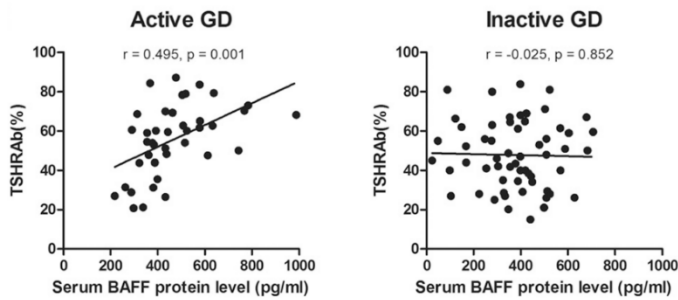 Active GD
r = 0.495, p = 0.001
TSHRAb(%)
100
80
60
40
20
0
0 200 400 600 800 1000
Serum BAFF protein level (pg/ml)
Inactive GD
r = -0.025, p = 0.852
TSHRAb(%)
100
80
60
40
20
0
0 200 400 600 800 1000
Serum BAFF protein level (pg/ml)